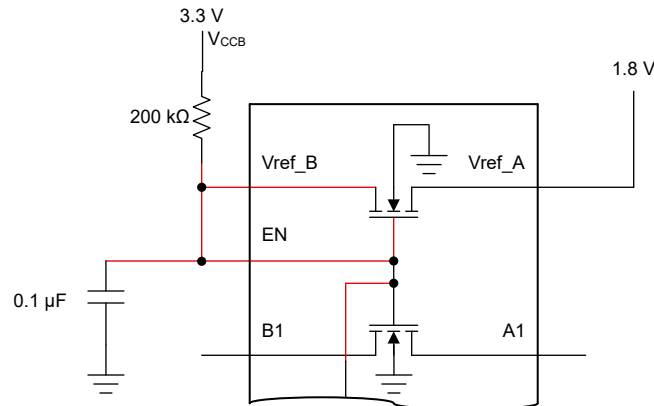 3.3 V
VCCB
1.8 V
200 kΩ
Vref_B
Vref_A
EN
0.1 µF
B1
A1